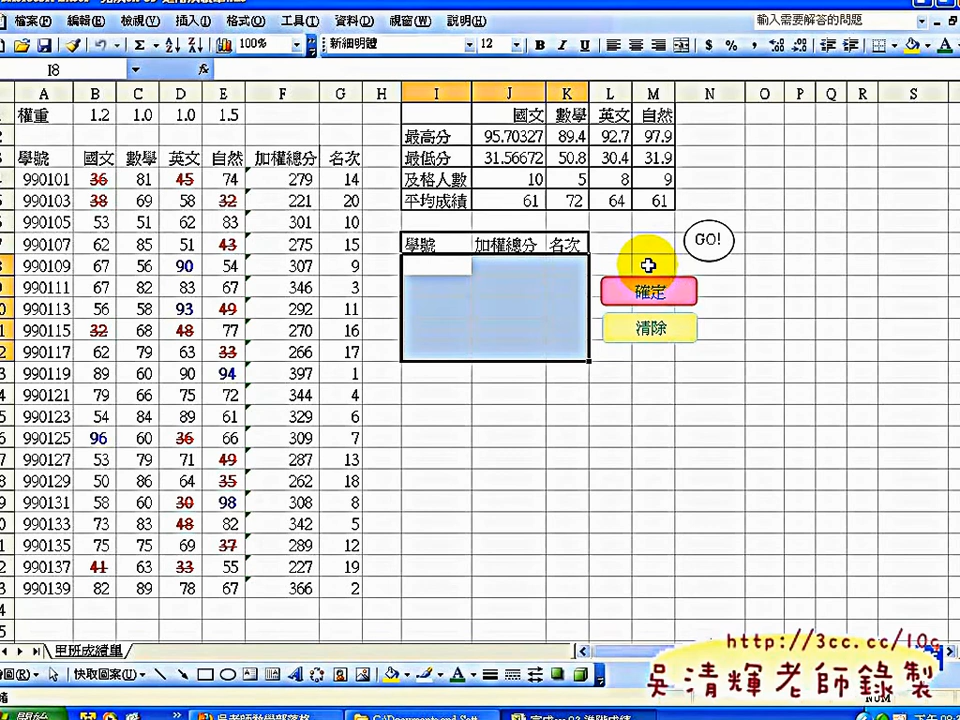 檔案(F) 編輯(E) 檢視(V) 插入(I) 格式(O) 工具(T) 資料(D) 視窗(W) 說明(H) 輸入需要解答的問題
100% 新細明體 12 B I U $ % ,
I8 fx
A B C D E F G H I J K L M N O P Q R S
權重 1.2 1.0 1.0 1.5 國文 數學 英文 自然
最高分 95.70327 89.4 92.7 97.9
學號 國文 數學 英文 自然 加權總分 名次 最低分 31.56672 50.8 30.4 31.9
990101 36 81 45 74 279 14 及格人數 10 5 8 9
990103 38 69 58 32 221 20 平均成績 61 72 64 61
990105 53 51 62 83 301 10
990107 62 85 51 43 275 15 學號 加權總分 名次 GO!
990109 67 56 90 54 307 9
990111 67 82 83 67 346 3 確定
990113 56 58 93 49 292 11
990115 32 68 48 77 270 16 清除
990117 62 79 63 33 266 17
990119 89 60 90 94 397 1
990121 79 66 75 72 344 4
990123 54 84 89 61 329 6
990125 96 60 36 66 309 7
990127 53 79 71 49 287 13
990129 50 86 64 35 262 18
990131 58 60 30 98 308 8
990133 73 83 48 82 342 5
990135 75 75 69 37 289 12
990137 41 63 33 55 227 19
990139 82 89 78 67 366 2
甲班成績單
http://3cc.cc/10c
快取圖案(U)
吳清輝老師錄製
NUM
開始